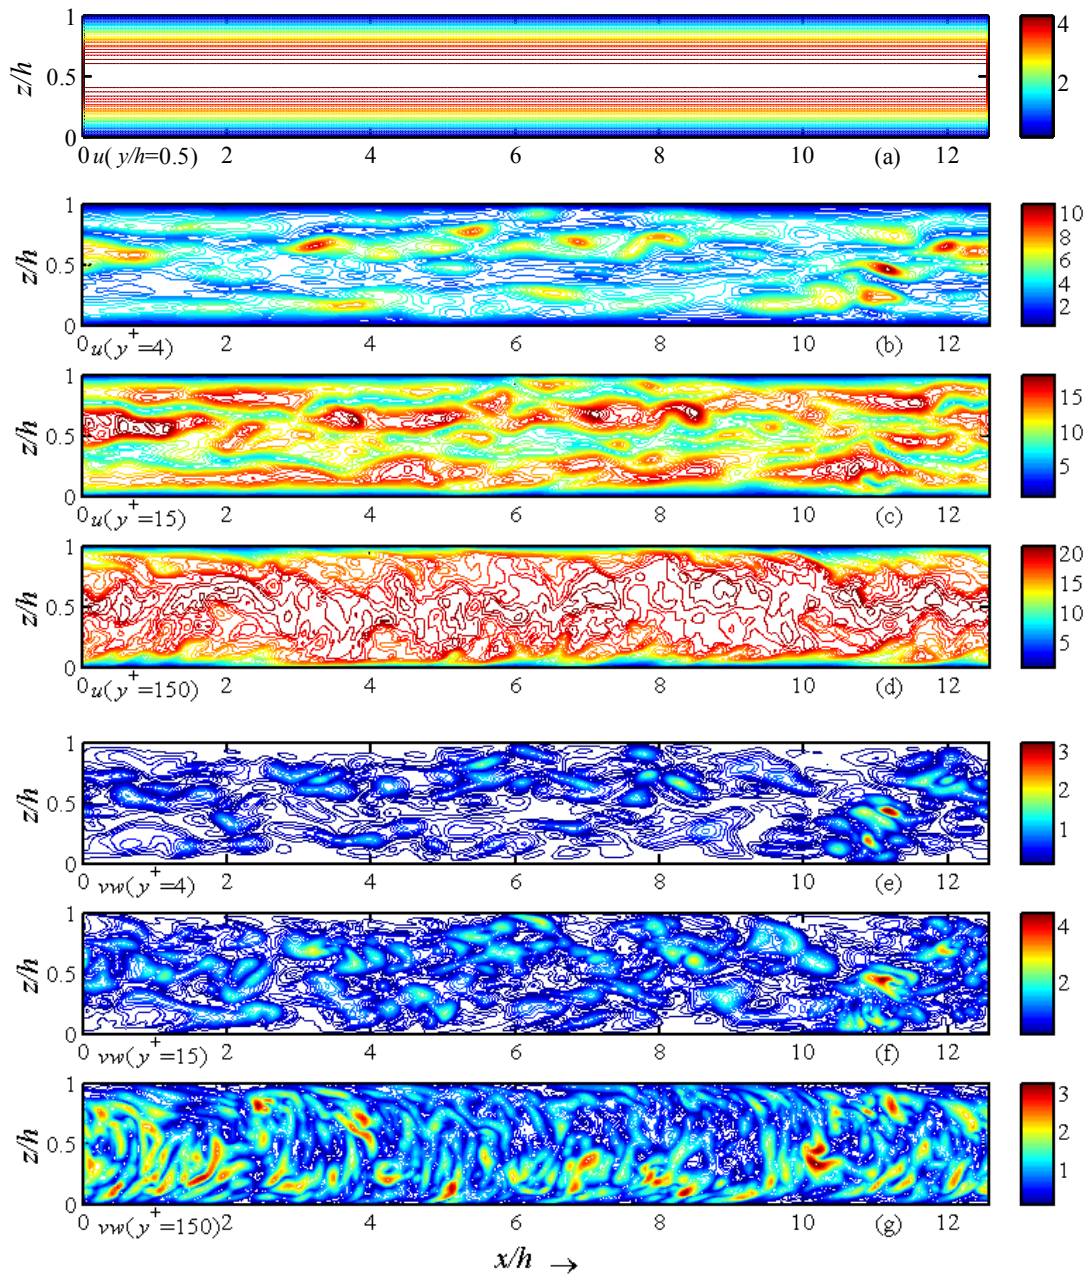 1
z/h
0.5
0
0 u( y/h=0.5) 2 4 6 8 10 (a) 12
4
2
1
z/h
0.5
0
0 u(y+=4) 2 4 6 8 10 (b) 12
10
8
6
4
2
1
z/h
0.5
0
0 u(y+=15) 2 4 6 8 10 (c) 12
15
10
5
1
z/h
0.5
0
0 u(y+=150) 2 4 6 8 10 (d) 12
20
15
10
5
1
z/h
0.5
0
0 vw(y+=4) 2 4 6 8 10 (e) 12
3
2
1
1
z/h
0.5
0
0 vw(y+=15) 2 4 6 8 10 (f) 12
4
2
1
1
z/h
0.5
0
0 vw(y+=150) 2 4 6 8 10 (g) 12
3
2
1
x/h →